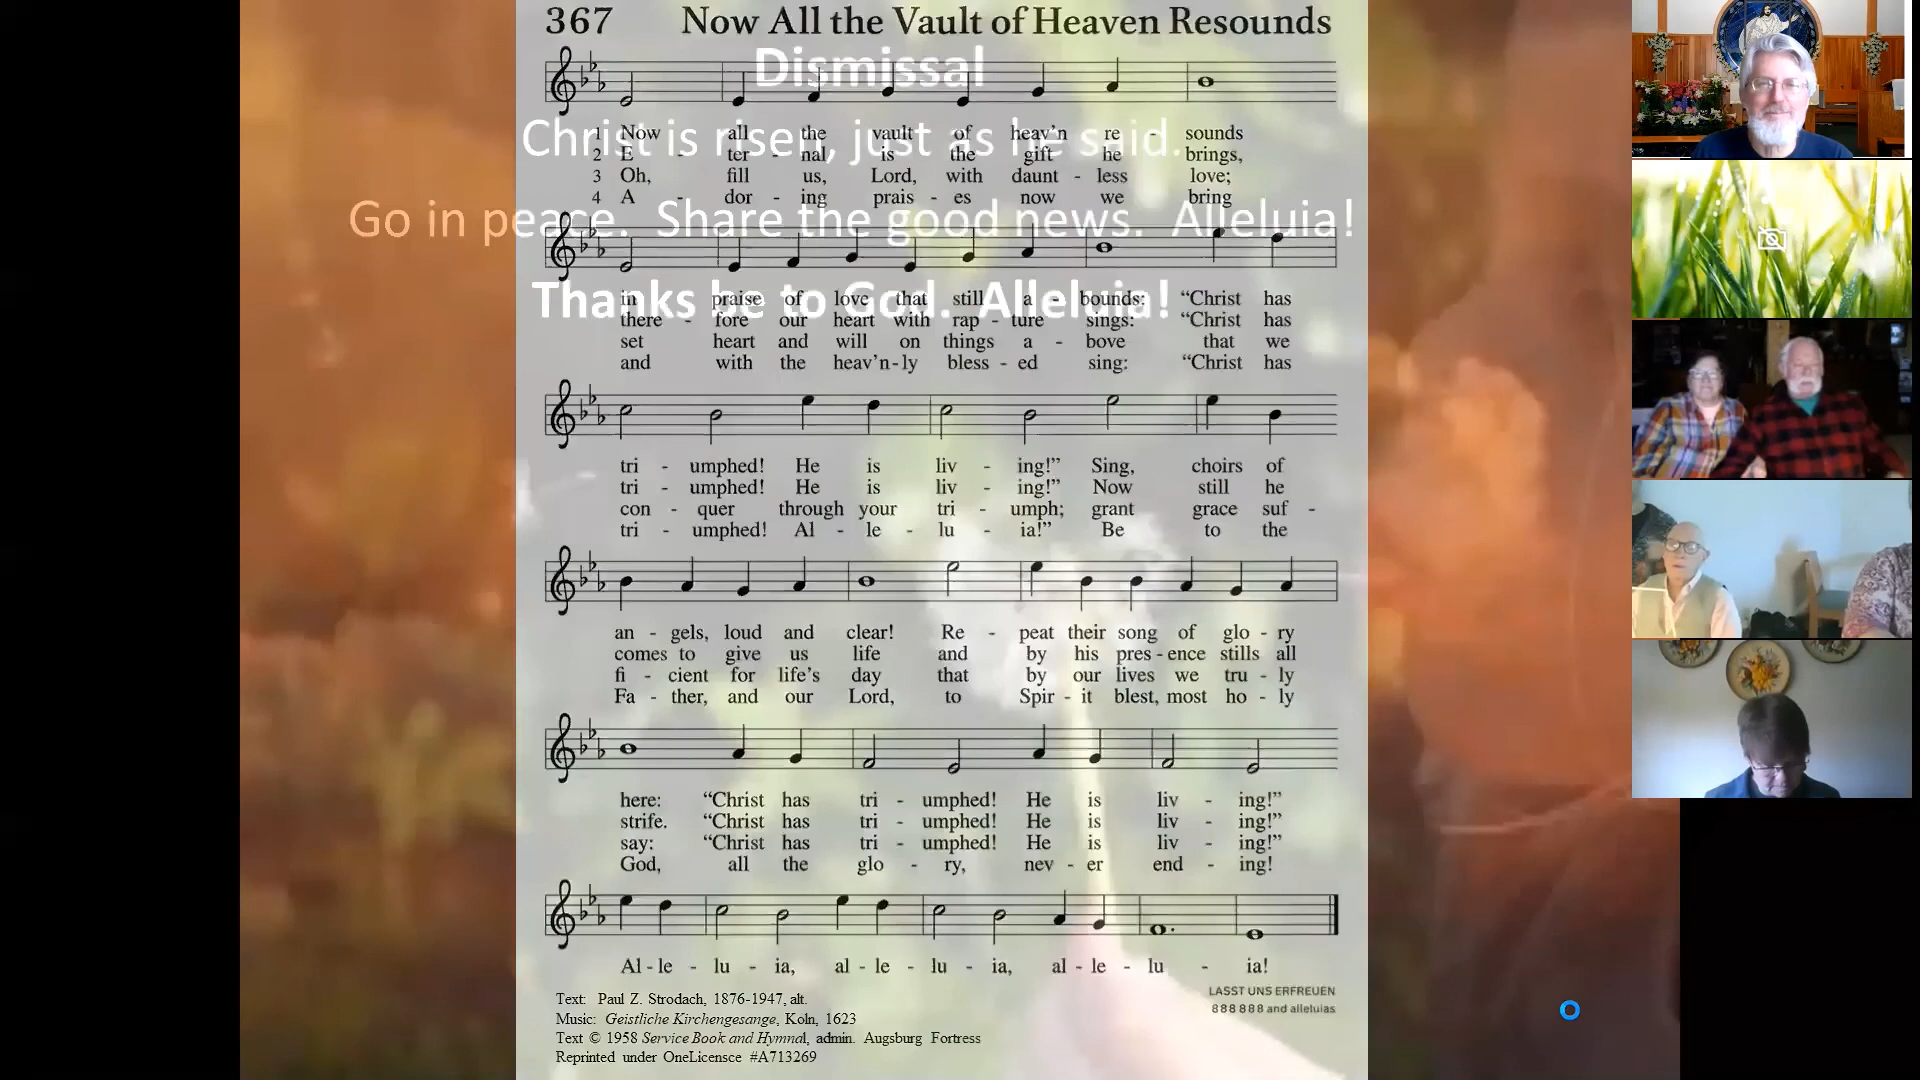 367 Now All the Vault of Heaven Resounds
Dismissal
Christ is risen, just as he said.
Go in peace. Share the good news. Alleluia!
Thanks be to God. Alleluia!
1 Now all the vault of heav’n re - sounds
2 E - ter - nal is the gift he brings,
3 Oh, fill us, Lord, with daunt - less love;
4 A - dor - ing prais - es now we bring
in praise of love that still a - bounds: “Christ has
there - fore our heart with rap - ture sings: “Christ has
set heart and will on things a - bove that we
and with the heav’n - ly bless - ed sing: “Christ has
tri - umphed! He is liv - ing!” Sing, choirs of
tri - umphed! He is liv - ing!” Now still he
con - quer through your tri - umph; grant grace suf -
tri - umphed! Al - le - lu - ia!” Be to the
an - gels, loud and clear! Re - peat their song of glo - ry
comes to give us life and by his pres - ence stills all
fi - cient for life’s day that by our lives we tru - ly
Fa - ther, and our Lord, to Spir - it blest, most ho - ly
here: “Christ has tri - umphed! He is liv - ing!”
strife. “Christ has tri - umphed! He is liv - ing!”
say: “Christ has tri - umphed! He is liv - ing!”
God, all the glo - ry, nev - er end - ing!
Al - le - lu - ia, al - le - lu - ia, al - le - lu - ia!
LASST UNS ERFREUEN
8 8 8 8 8 8 and alleluias
Text: Paul Z. Strodach, 1876-1947, alt.
Music: Geistliche Kirchengesange, Koln, 1623
Text © 1958 Service Book and Hymnal, admin. Augsburg Fortress
Reprinted under OneLicensce #A713269